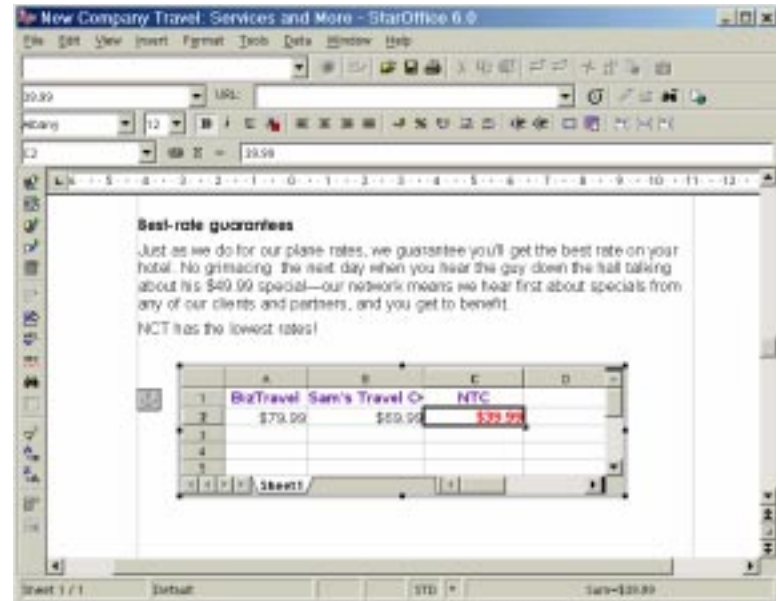 New Company Travel: Services and More - StarOffice 6.0
File Edit View Insert Format Tools Data Window Help
39.99 URL:
Albany 12
C2 39.99
Best-rate guarantees
Just as we do for our plane rates, we guarantee you'll get the best rate on your
hotel. No grimacing the next day when you hear the guy down the hall talking
about his $49.99 special—our network means we hear first about specials from
any of our clients and partners, and you get to benefit.
NCT has the lowest rates!
A B C D
1 BizTravel Sam's Travel C NTC
2 $79.99 $69.99 $39.99
3
4
5
Sheet1
Sheet 1 / 1 Default STD * Sum=$39.99